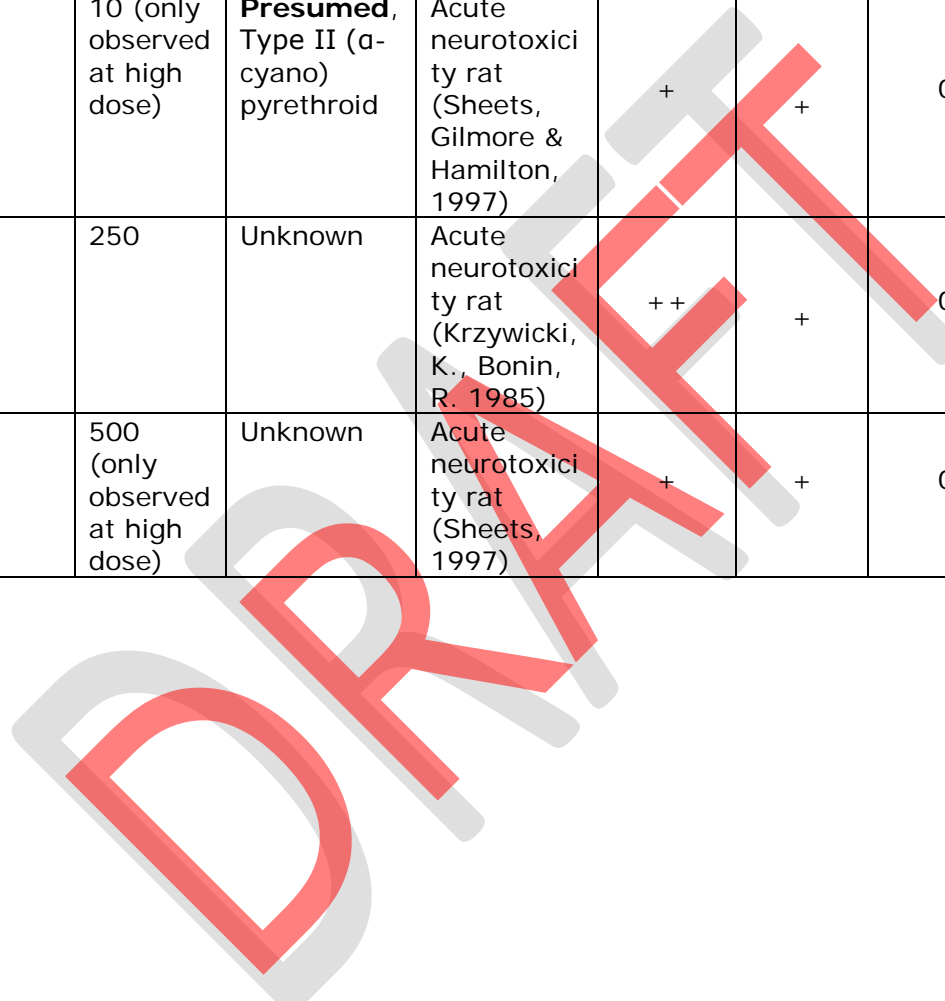 10 (only
observed
at high
dose)
Presumed,
Type II (α-
cyano)
pyrethroid
Acute
neurotoxici
ty rat
(Sheets,
Gilmore &
Hamilton,
1997)
+
+
250
Unknown
Acute
neurotoxici
ty rat
(Krzywicki,
K., Bonin,
R. 1985)
++
+
500
(only
observed
at high
dose)
Unknown
Acute
neurotoxici
ty rat
(Sheets,
1997)
+
+
DRAFT